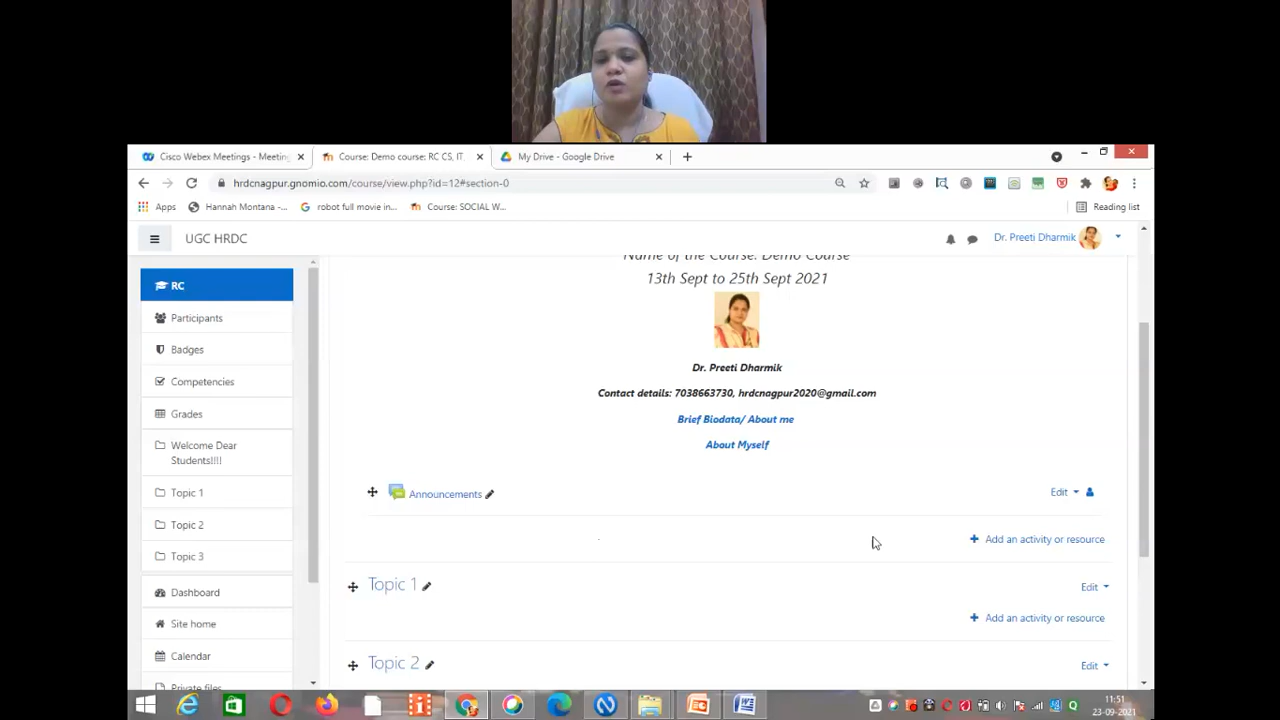 Cisco Webex Meetings - Meetin
Course: Demo course: RC CS, IT,
My Drive - Google Drive
hrdcnagpur.gnomio.com/course/view.php?id=12#section-0
Apps
Hannah Montana -...
robot full movie in...
Course: SOCIAL W...
Reading list
UGC HRDC
Dr. Preeti Dharmik
RC
Participants
Badges
Competencies
Grades
Welcome Dear
Students!!!!
Topic 1
Topic 2
Topic 3
Dashboard
Site home
Calendar
Private files
Name of the Course: Demo Course
13th Sept to 25th Sept 2021
Dr. Preeti Dharmik
Contact details: 7038663730, hrdcnagpur2020@gmail.com
Brief Biodata/ About me
About Myself
Announcements
Edit
Add an activity or resource
Topic 1
Edit
Add an activity or resource
Topic 2
Edit
11:51
23-09-2021